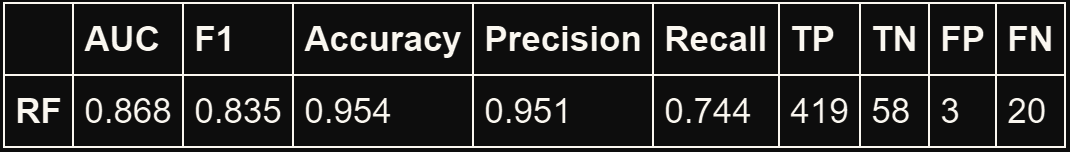 AUC F1 Accuracy Precision Recall TP TN FP FN
RF 0.868 0.835 0.954 0.951 0.744 419 58 3 20